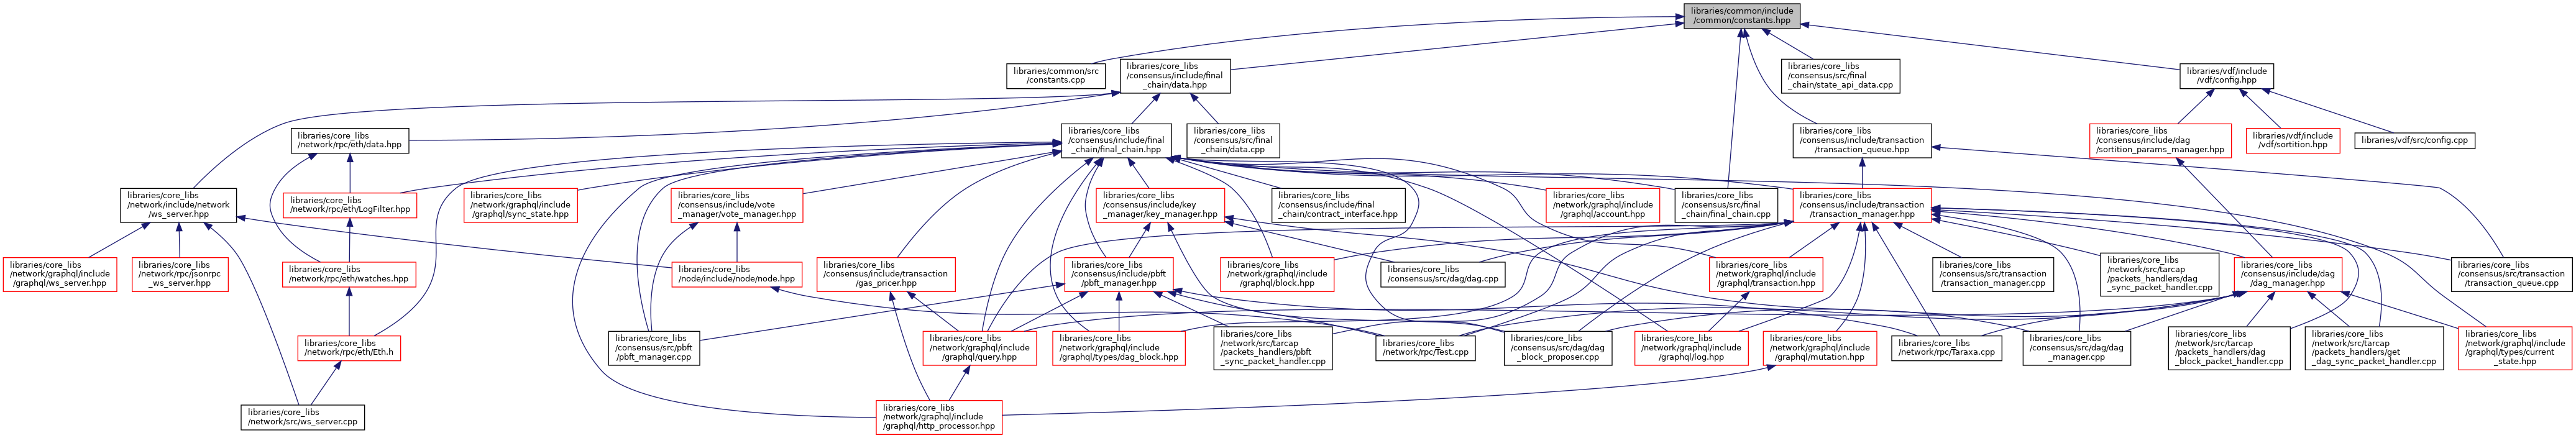 libraries/common/include
/common/constants.hpp
libraries/common/src
/constants.cpp
libraries/core_libs
/consensus/include/final
_chain/data.hpp
libraries/core_libs
/consensus/src/final
_chain/state_api_data.cpp
libraries/vdf/include
/vdf/config.hpp
libraries/core_libs
/network/rpc/eth/data.hpp
libraries/core_libs
/consensus/include/final
_chain/final_chain.hpp
libraries/core_libs
/consensus/src/final
_chain/data.cpp
libraries/core_libs
/consensus/include/transaction
/transaction_queue.hpp
libraries/core_libs
/consensus/include/dag
/sortition_params_manager.hpp
libraries/vdf/include
/vdf/sortition.hpp
libraries/vdf/src/config.cpp
libraries/core_libs
/network/include/network
/ws_server.hpp
libraries/core_libs
/network/rpc/eth/LogFilter.hpp
libraries/core_libs
/network/graphql/include
/graphql/sync_state.hpp
libraries/core_libs
/consensus/include/vote
_manager/vote_manager.hpp
libraries/core_libs
/consensus/include/key
_manager/key_manager.hpp
libraries/core_libs
/consensus/include/final
_chain/contract_interface.hpp
libraries/core_libs
/network/graphql/include
/graphql/account.hpp
libraries/core_libs
/consensus/src/final
_chain/final_chain.cpp
libraries/core_libs
/consensus/include/transaction
/transaction_manager.hpp
libraries/core_libs
/network/graphql/include
/graphql/ws_server.hpp
libraries/core_libs
/network/rpc/jsonrpc
_ws_server.hpp
libraries/core_libs
/network/rpc/eth/watches.hpp
libraries/core_libs
/node/include/node/node.hpp
libraries/core_libs
/consensus/include/transaction
/gas_pricer.hpp
libraries/core_libs
/consensus/include/pbft
/pbft_manager.hpp
libraries/core_libs
/network/graphql/include
/graphql/block.hpp
libraries/core_libs
/consensus/src/dag/dag.cpp
libraries/core_libs
/network/graphql/include
/graphql/transaction.hpp
libraries/core_libs
/consensus/src/transaction
/transaction_manager.cpp
libraries/core_libs
/network/src/tarcap
/packets_handlers/dag
_sync_packet_handler.cpp
libraries/core_libs
/consensus/include/dag
/dag_manager.hpp
libraries/core_libs
/consensus/src/transaction
/transaction_queue.cpp
libraries/core_libs
/network/rpc/eth/Eth.h
libraries/core_libs
/consensus/src/pbft
/pbft_manager.cpp
libraries/core_libs
/network/graphql/include
/graphql/query.hpp
libraries/core_libs
/network/graphql/include
/graphql/types/dag_block.hpp
libraries/core_libs
/network/src/tarcap
/packets_handlers/pbft
_sync_packet_handler.cpp
libraries/core_libs
/network/rpc/Test.cpp
libraries/core_libs
/consensus/src/dag/dag
_block_proposer.cpp
libraries/core_libs
/network/graphql/include
/graphql/log.hpp
libraries/core_libs
/network/graphql/include
/graphql/mutation.hpp
libraries/core_libs
/network/rpc/Taraxa.cpp
libraries/core_libs
/consensus/src/dag/dag
_manager.cpp
libraries/core_libs
/network/src/tarcap
/packets_handlers/dag
_block_packet_handler.cpp
libraries/core_libs
/network/src/tarcap
/packets_handlers/get
_dag_sync_packet_handler.cpp
libraries/core_libs
/network/graphql/include
/graphql/types/current
_state.hpp
libraries/core_libs
/network/src/ws_server.cpp
libraries/core_libs
/network/graphql/include
/graphql/http_processor.hpp